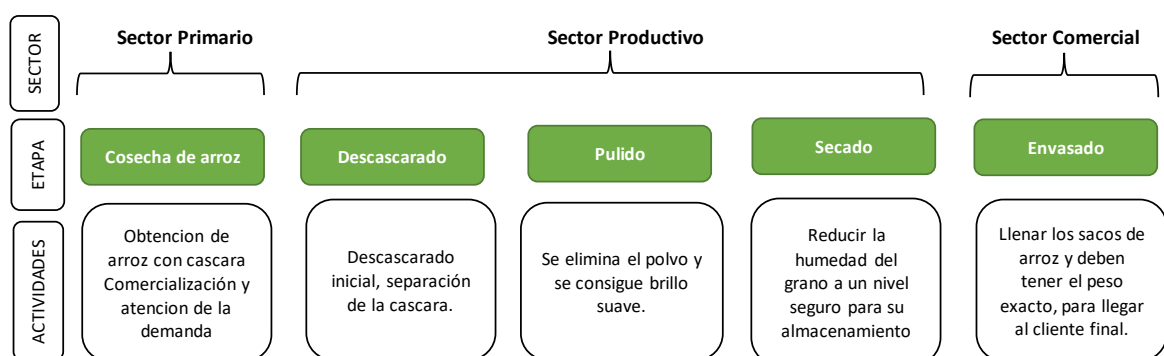 SECTOR
Sector Primario
Sector Productivo
Sector Comercial
ETAPA
Cosecha de arroz
Descascarado
Pulido
Secado
Envasado
ACTIVIDADES
Obtencion de
arroz con cascara
Comercialización y
atencion de la
demanda
Descascarado
inicial, separación
de la cascara.
Se elimina el polvo y
se consigue brillo
suave.
Reducir la
humedad del
grano a un nivel
seguro para su
almacenamiento
Llenar los sacos de
arroz y deben
tener el peso
exacto, para llegar
al cliente final.